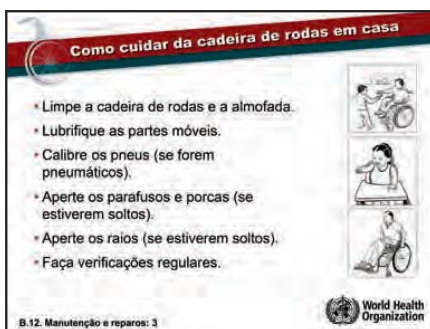 Como cuidar da cadeira de rodas em casa
• Limpe a cadeira de rodas e a almofada.
• Lubrifique as partes móveis.
• Calibre os pneus (se forem
pneumáticos).
• Aperte os parafusos e porcas (se
estiverem soltos).
• Aperte os raios (se estiverem soltos).
• Faça verificações regulares.
B.12. Manutenção e reparos: 3
World Health
Organization